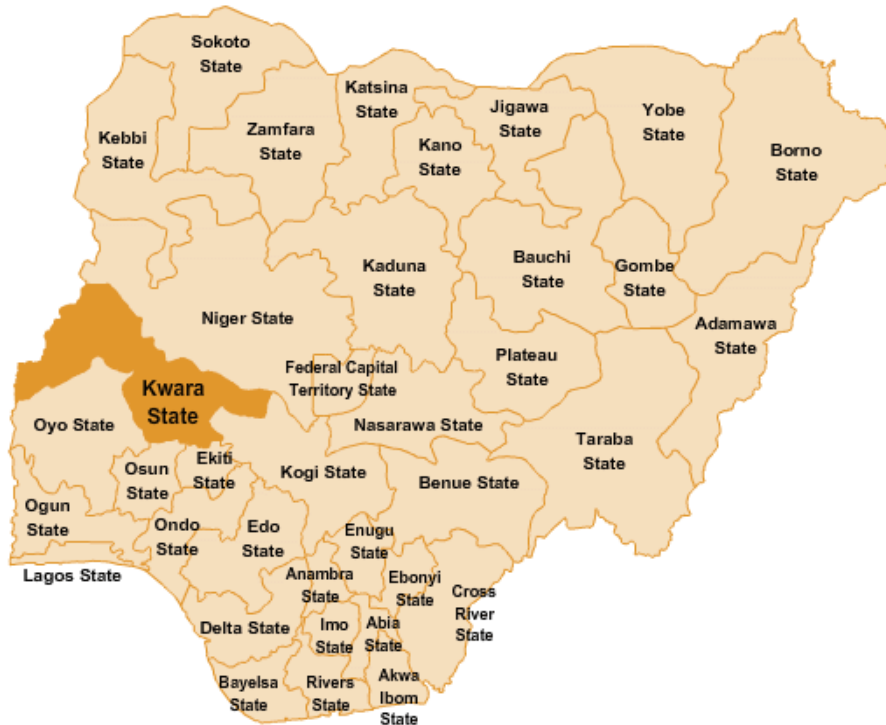 Sokoto
State
Katsina
State
Jigawa
State
Yobe
State
Kebbi
State
Zamfara
State
Kano
State
Borno
State
Kaduna
State
Bauchi
State
Gombe
State
Niger State
Adamawa
State
Federal Capital
Territory State
Plateau
State
Kwara
State
Oyo State
Nasarawa State
Taraba
State
Osun
State
Ekiti
State
Kogi State
Benue State
Ogun
State
Ondo
State
Edo
State
Enugu
State
Lagos State
Anambra
State
Ebonyi
State
Cross
River
State
Delta State
Imo
State
Abia
State
Bayelsa
State
Rivers
State
Akwa
Ibom
State